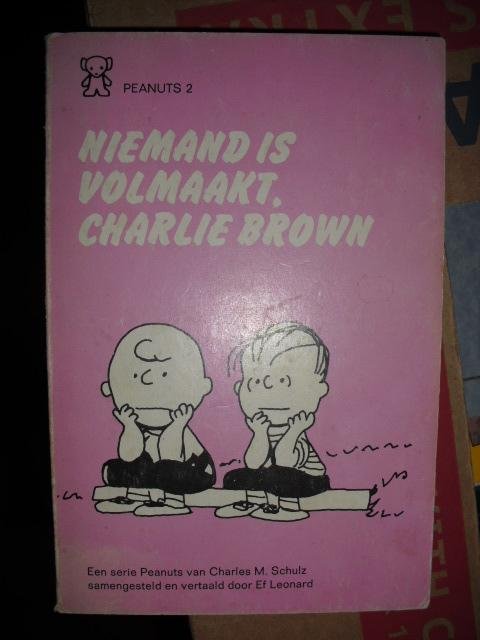 PEANUTS 2
NIEMAND IS
VOLMAAKT,
CHARLIE BROWN
Een serie Peanuts van Charles M. Schulz
samengesteld en vertaald door Ef Leonard